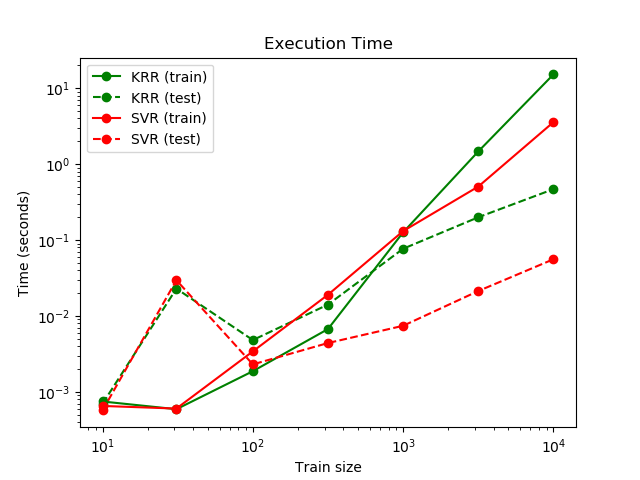 Execution Time
KRR (train)
KRR (test)
SVR (train)
SVR (test)
Time (seconds)
10¹
10⁰
10⁻¹
10⁻²
10⁻³
10¹ 10² 10³ 10⁴
Train size